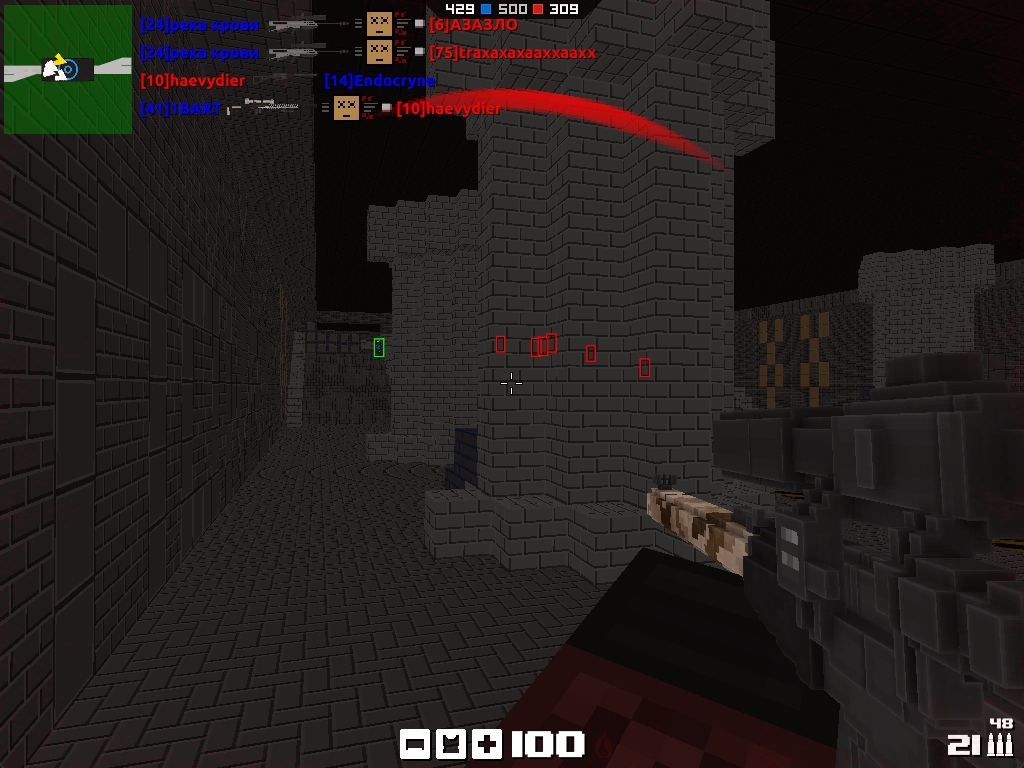 429 500 309
[24]река крови [6]АЗАЗЛО
[24]река крови [75]traxaxaxaaxxaaxx
[10]haevydier [14]Endocryne
[41]1BART [10]haevydier
100
48
21